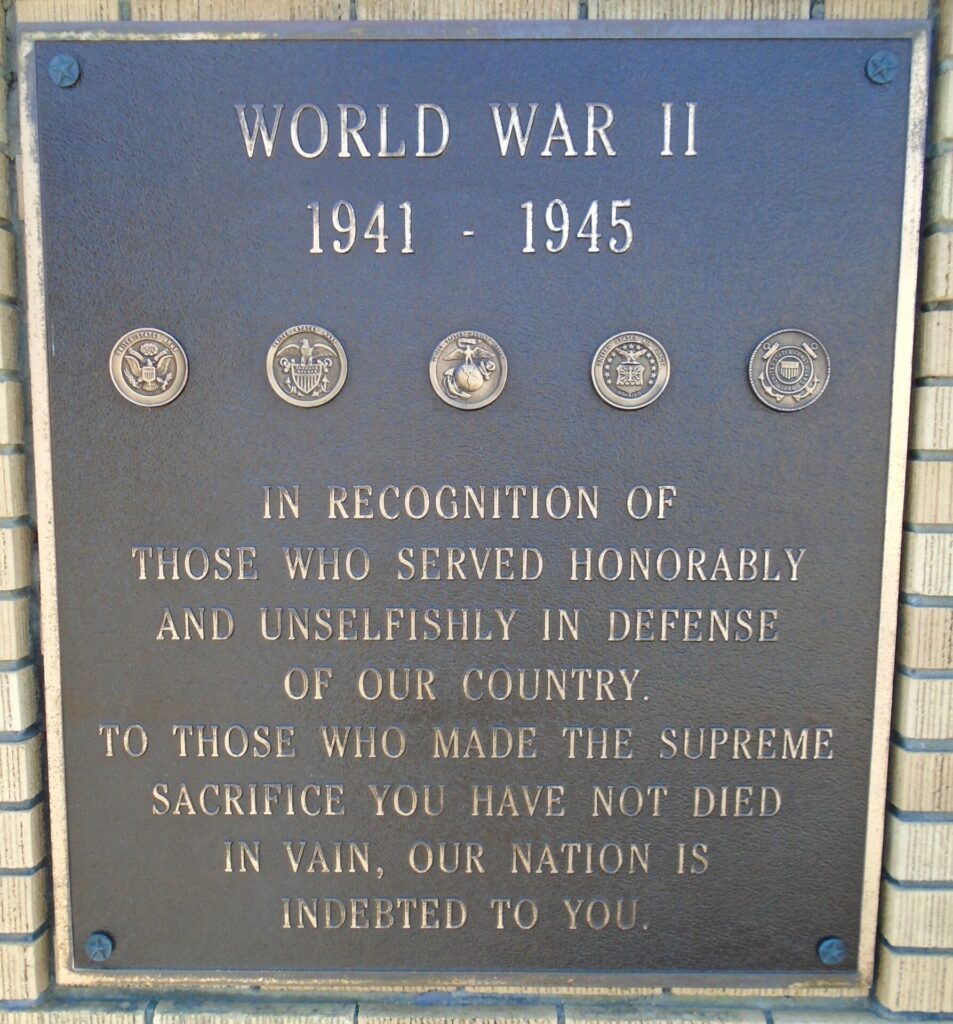 WORLD WAR II
1941 - 1945
IN RECOGNITION OF
THOSE WHO SERVED HONORABLY
AND UNSELFISHLY IN DEFENSE
OF OUR COUNTRY.
TO THOSE WHO MADE THE SUPREME
SACRIFICE YOU HAVE NOT DIED
IN VAIN, OUR NATION IS
INDEBTED TO YOU.